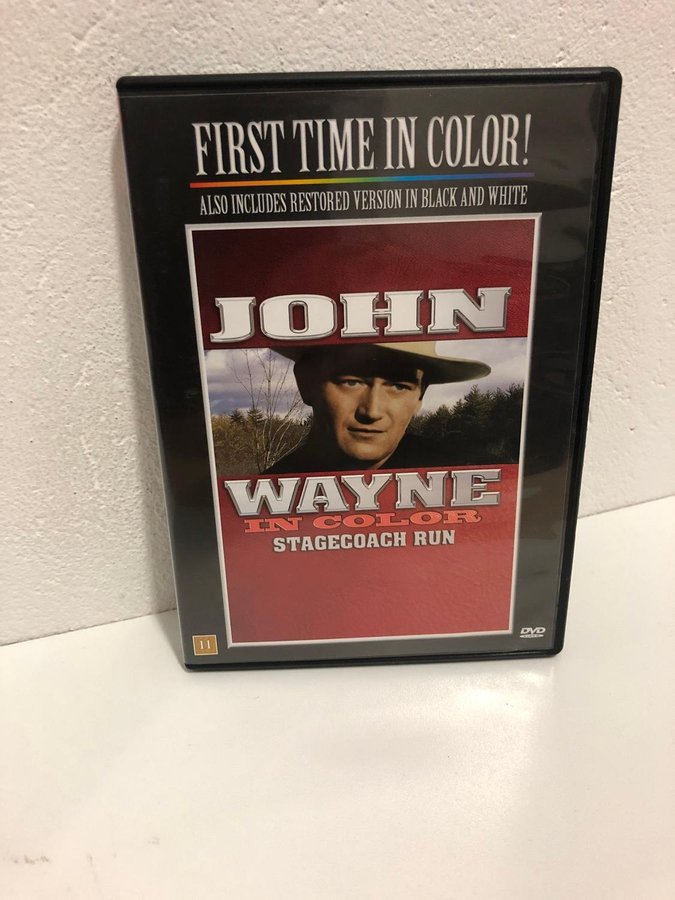 FIRST TIME IN COLOR!
ALSO INCLUDES RESTORED VERSION IN BLACK AND WHITE
JOHN
WAYNE
IN COLOR
STAGECOACH RUN
11
DVD
VIDEO